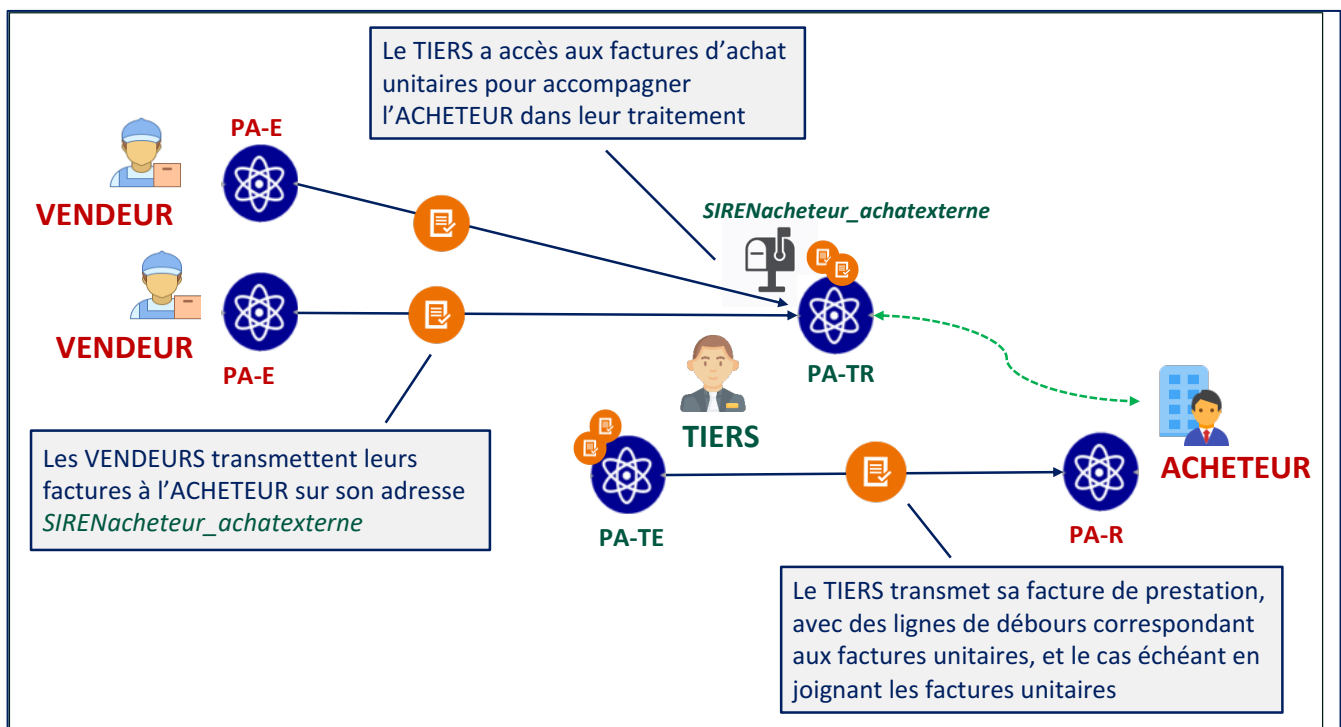 Le TIERS a accès aux factures d’achat
unitaires pour accompagner
l’ACHETEUR dans leur traitement
PA-E
VENDEUR
SIRENacheteur_achatexterne
VENDEUR
PA-E
PA-TR
TIERS
ACHETEUR
Les VENDEURS transmettent leurs
factures à l’ACHETEUR sur son adresse
SIRENacheteur_achatexterne
PA-TE
PA-R
Le TIERS transmet sa facture de prestation,
avec des lignes de débours correspondant
aux factures unitaires, et le cas échéant en
joignant les factures unitaires